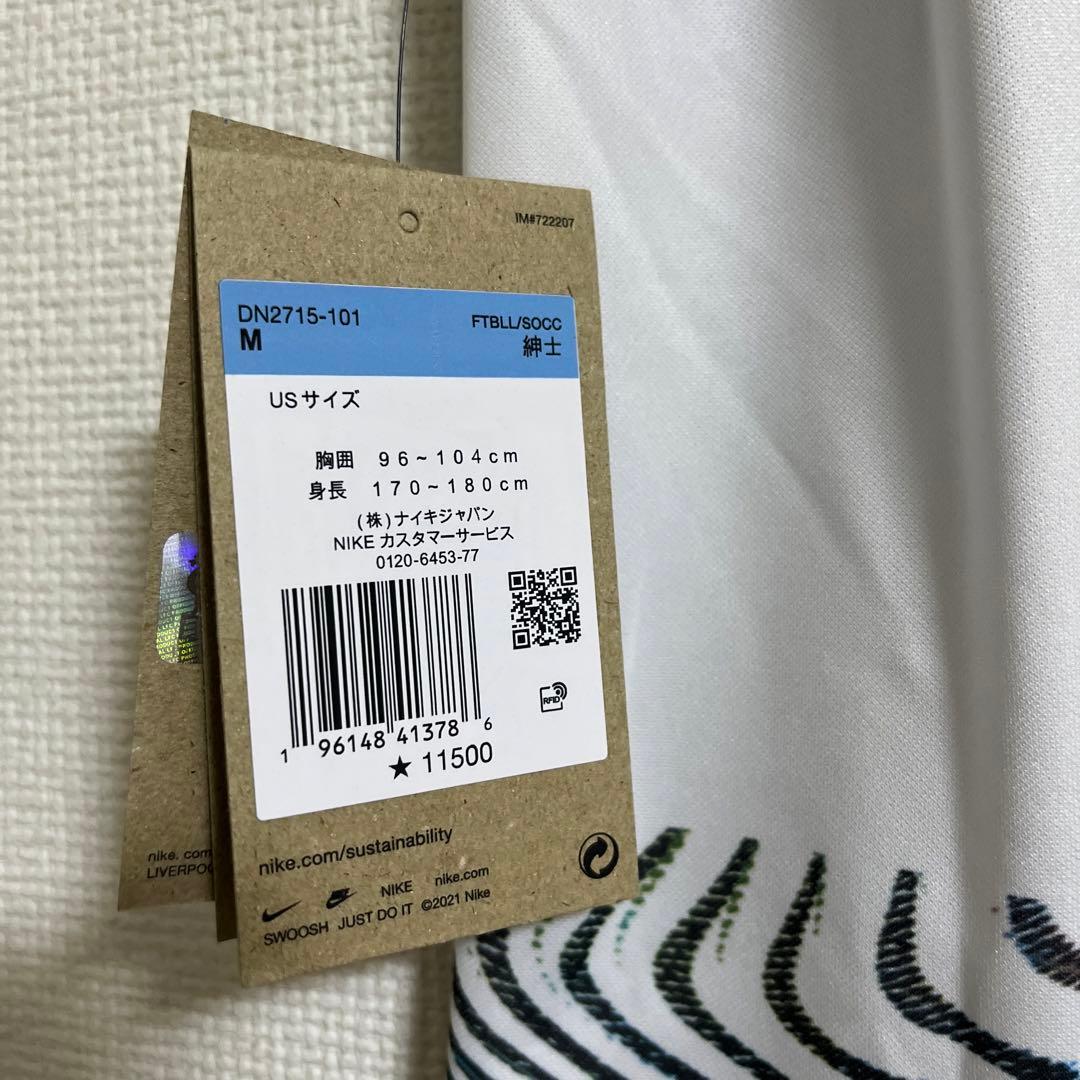 IM#722207
DN2715-101
M
FTBLL/SOCC
紳士
USサイズ
胸囲 96~104cm
身長 170~180cm
(株)ナイキジャパン
NIKE カスタマーサービス
0120-6453-77
RFID
1 96148 41378 6
★ 11500
nike.com/sustainability
NIKE nike.com
SWOOSH JUST DO IT ©2021 Nike
nike.com